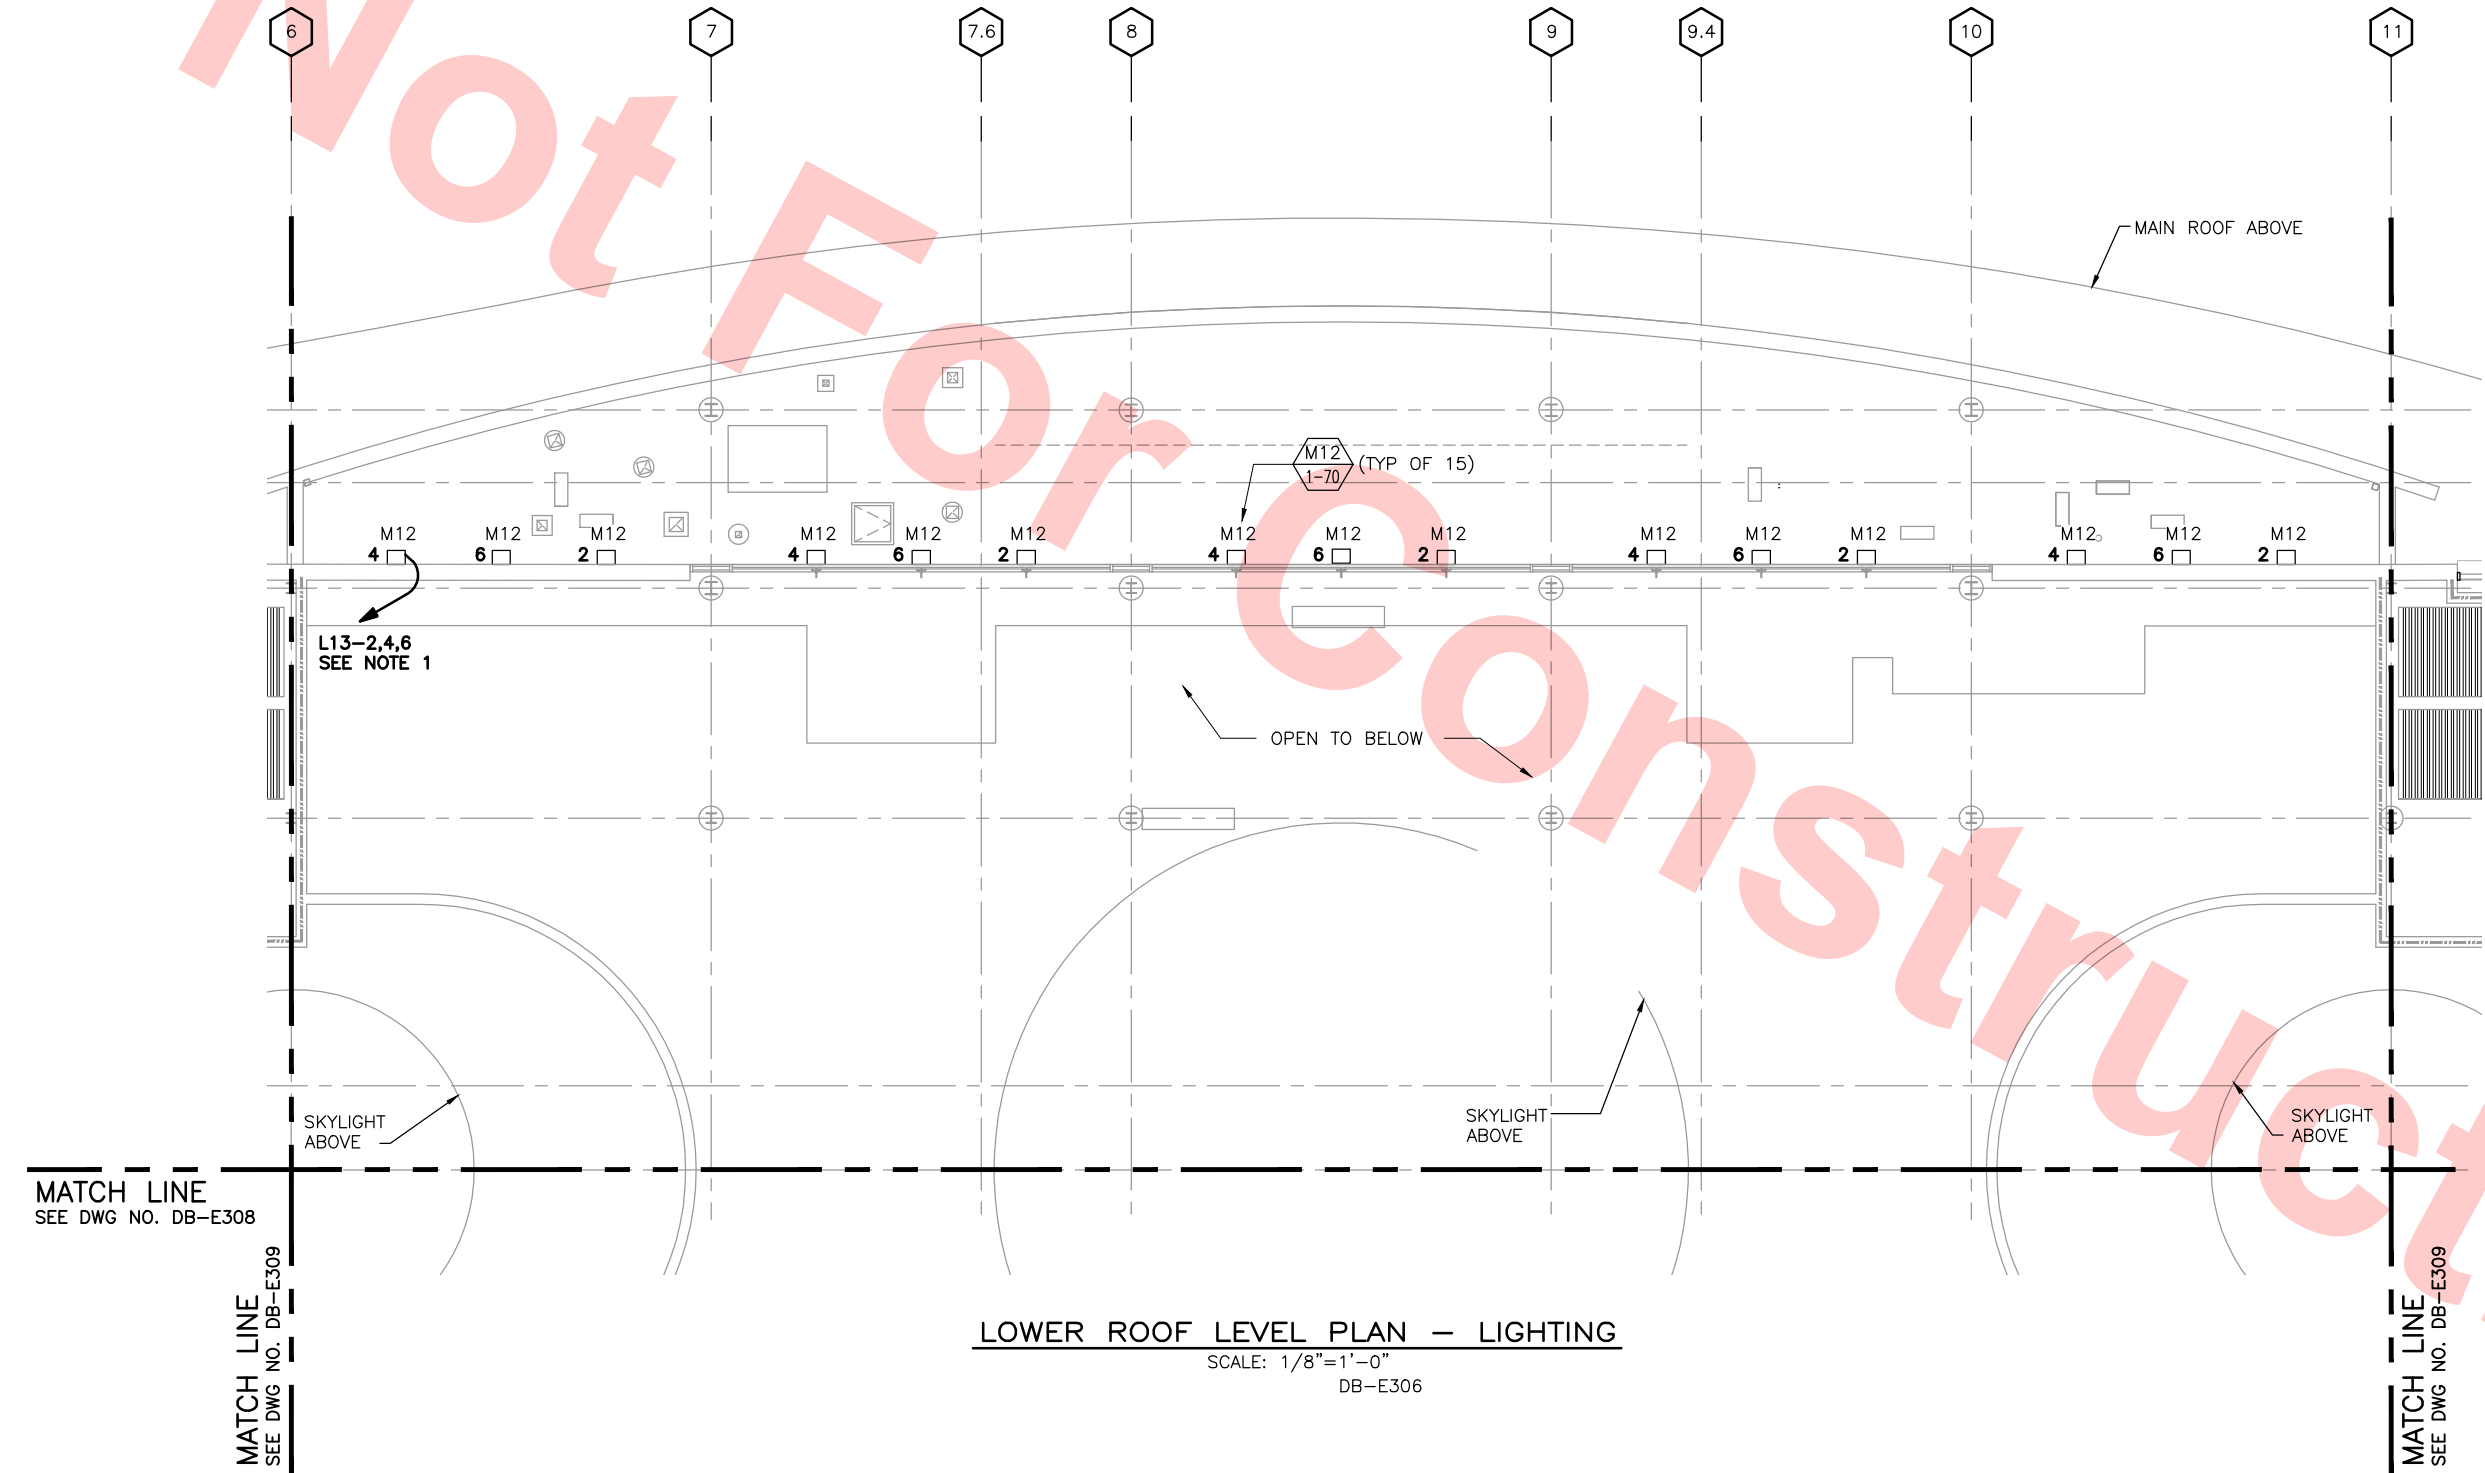 6 7 7.6 8 9 9.4 10 11
Not For Construct
MAIN ROOF ABOVE
M12 (TYP OF 15)
1-70
M12 M12 M12 M12 M12 M12 M12 M12 M12 M12 M12 M12 M12 M12 M12
4 6 2 4 6 2 4 6 2 4 6 2 4 6 2
L13-2,4,6
SEE NOTE 1
OPEN TO BELOW
SKYLIGHT
ABOVE
SKYLIGHT
ABOVE
SKYLIGHT
ABOVE
MATCH LINE
SEE DWG NO. DB-E308
MATCH LINE
SEE DWG NO. DB-E309
MATCH LINE
SEE DWG NO. DB-E309
LOWER ROOF LEVEL PLAN - LIGHTING
SCALE: 1/8"=1'-0"
DB-E306